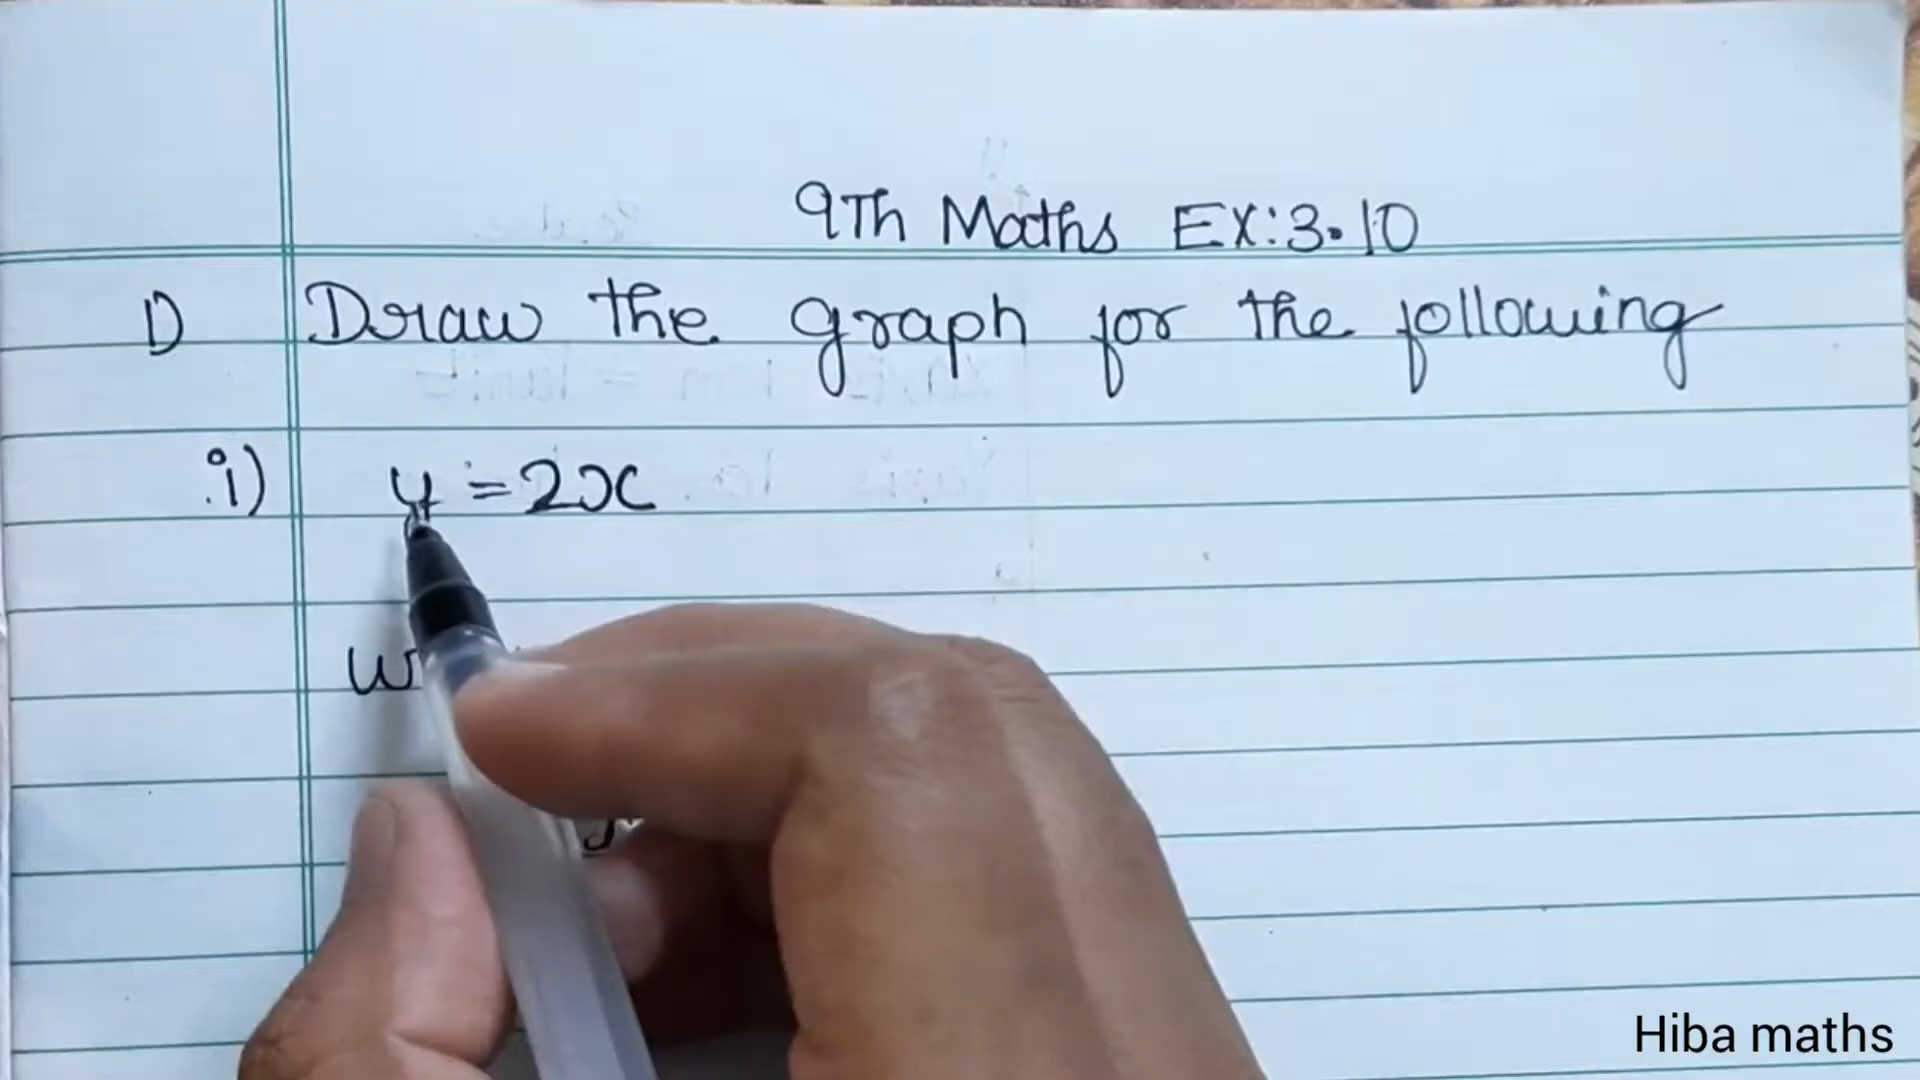 9Th Maths EX:3.10
1) Draw the graph for the following
i) y = 2x
Hiba maths